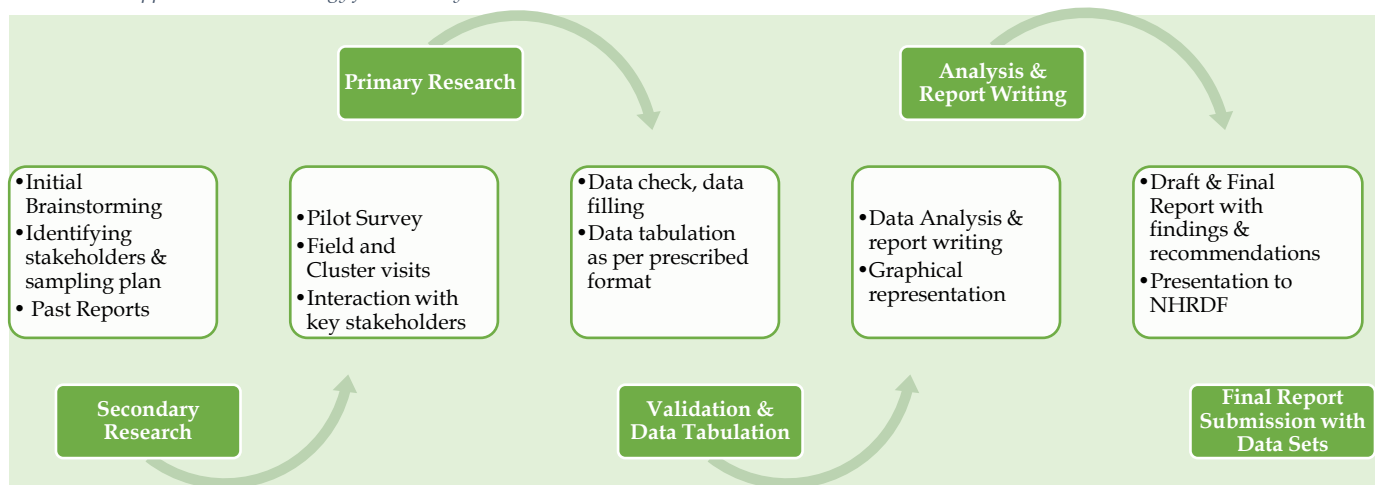 Primary Research
Analysis &
Report Writing
•Initial
Brainstorming
•Identifying
stakeholders &
sampling plan
• Past Reports
•Pilot Survey
•Field and
Cluster visits
•Interaction with
key stakeholders
•Data check, data
filling
•Data tabulation
as per prescribed
format
•Data Analysis &
report writing
•Graphical
representation
•Draft & Final
Report with
findings &
recommendations
•Presentation to
NHRDF
Secondary
Research
Validation &
Data Tabulation
Final Report
Submission with
Data Sets